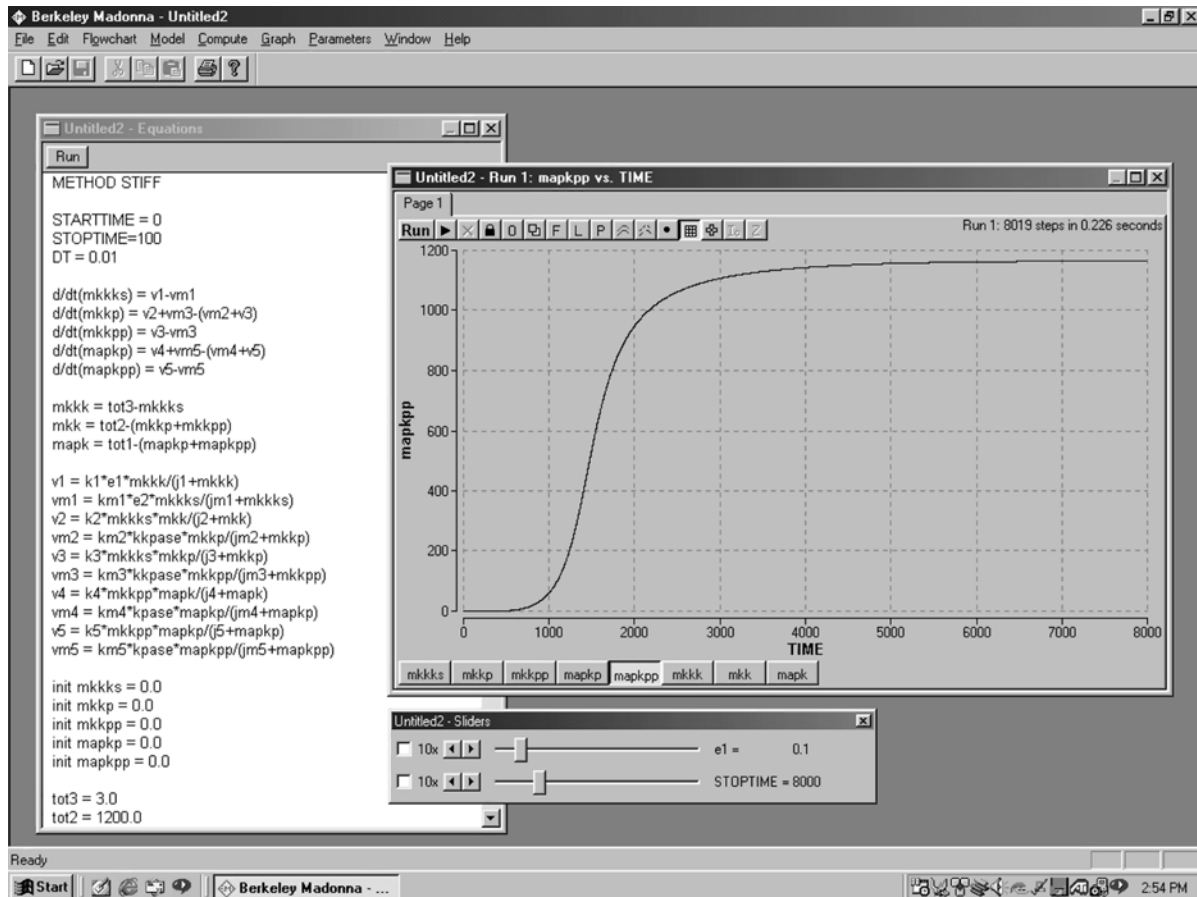 Berkeley Madonna - Untitled2
File Edit Flowchart Model Compute Graph Parameters Window Help
Untitled2 - Equations
Run
METHOD STIFF
STARTTIME = 0
STOPTIME=100
DT = 0.01
d/dt(mkkks) = v1-vm1
d/dt(mkkp) = v2+vm3-(vm2+v3)
d/dt(mkkpp) = v3-vm3
d/dt(mapkp) = v4+vm5-(vm4+v5)
d/dt(mapkpp) = v5-vm5
mkkk = tot3-mkkks
mkk = tot2-(mkkp+mkkpp)
mapk = tot1-(mapkp+mapkpp)
v1 = k1*e1*mkkk/(j1+mkkk)
vm1 = km1*e2*mkkks/(jm1+mkkks)
v2 = k2*mkkks*mkk/(j2+mkk)
vm2 = km2*kkpase*mkkp/(jm2+mkkp)
v3 = k3*mkkks*mkkp/(j3+mkkp)
vm3 = km3*kkpase*mkkpp/(jm3+mkkpp)
v4 = k4*mkkpp*mapk/(j4+mapk)
vm4 = km4*kpase*mapkp/(jm4+mapkp)
v5 = k5*mkkpp*mapkp/(j5+mapkp)
vm5 = km5*kpase*mapkpp/(jm5+mapkpp)
init mkkks = 0.0
init mkkp = 0.0
init mkkpp = 0.0
init mapkp = 0.0
init mapkpp = 0.0
tot3 = 3.0
tot2 = 1200.0
Untitled2 - Run 1: mapkpp vs. TIME
Page 1
Run O F L P Z
Run 1: 8019 steps in 0.226 seconds
1200
1000
800
600
400
200
0
mapkpp
0 1000 2000 3000 4000 5000 6000 7000 8000
TIME
mkkks mkkp mkkpp mapkp mapkpp mkkk mkk mapk
Untitled2 - Sliders
10x e1 = 0.1
10x STOPTIME = 8000
Ready
Start Berkeley Madonna - ... 2:54 PM